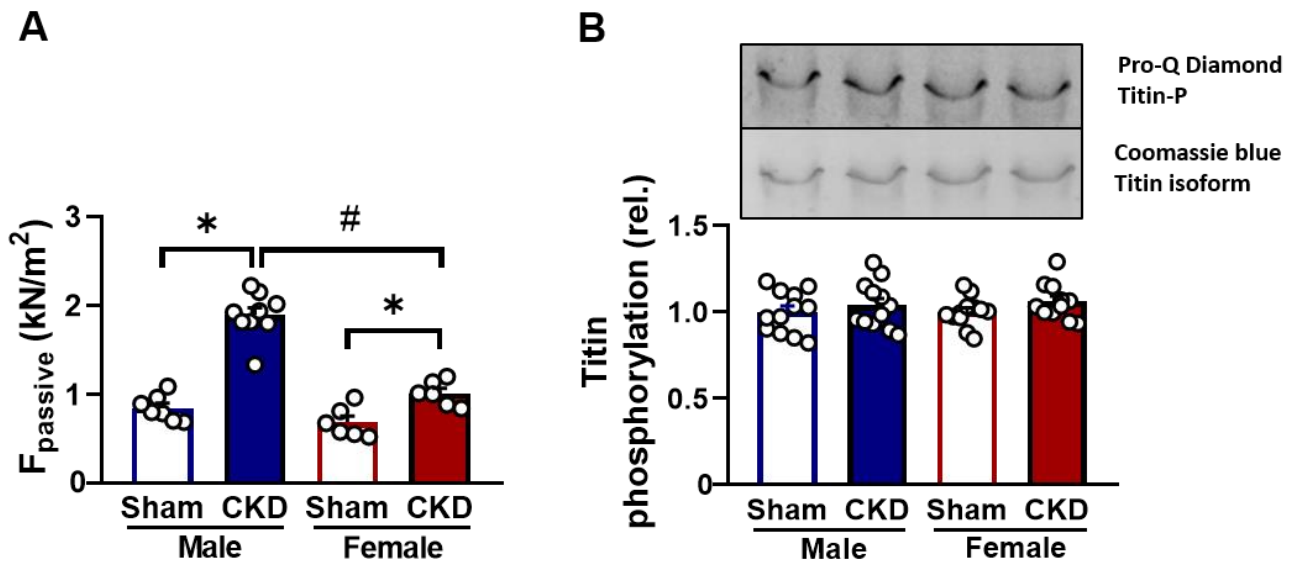 A
*
#
*
F passive (kN/m²)
3
2
1
0
Sham CKD Sham CKD
Male Female
B
Pro-Q Diamond
Titin-P
Coomassie blue
Titin isoform
Titin
phosphorylation (rel.)
1.5
1.0
0.5
0
Sham CKD Sham CKD
Male Female